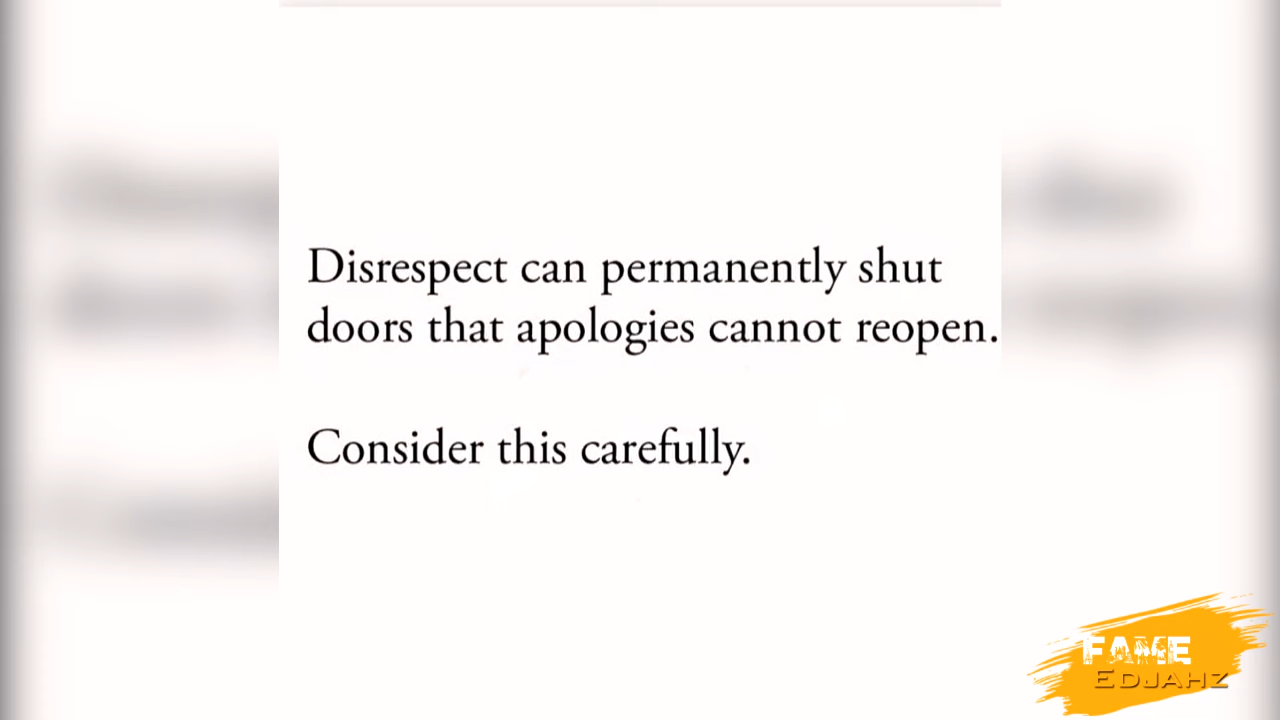 Disrespect can permanently shut
doors that apologies cannot reopen.
Consider this carefully.
FAME
EDJAHZ